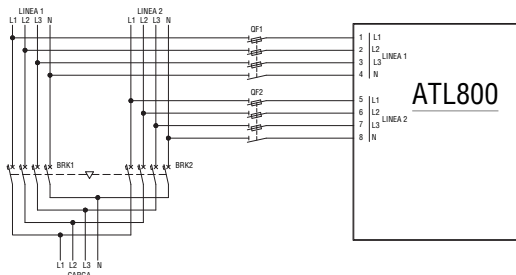 LINEA 1
L1 L2 L3 N
LINEA 2
L1 L2 L3 N
QF1
1 L1
2 L2
3 L3
4 N
LINEA 1
QF2
5 L1
6 L2
7 L3
8 N
LINEA 2
ATL800
BRK1
BRK2
L1 L2 L3 N
CARGA